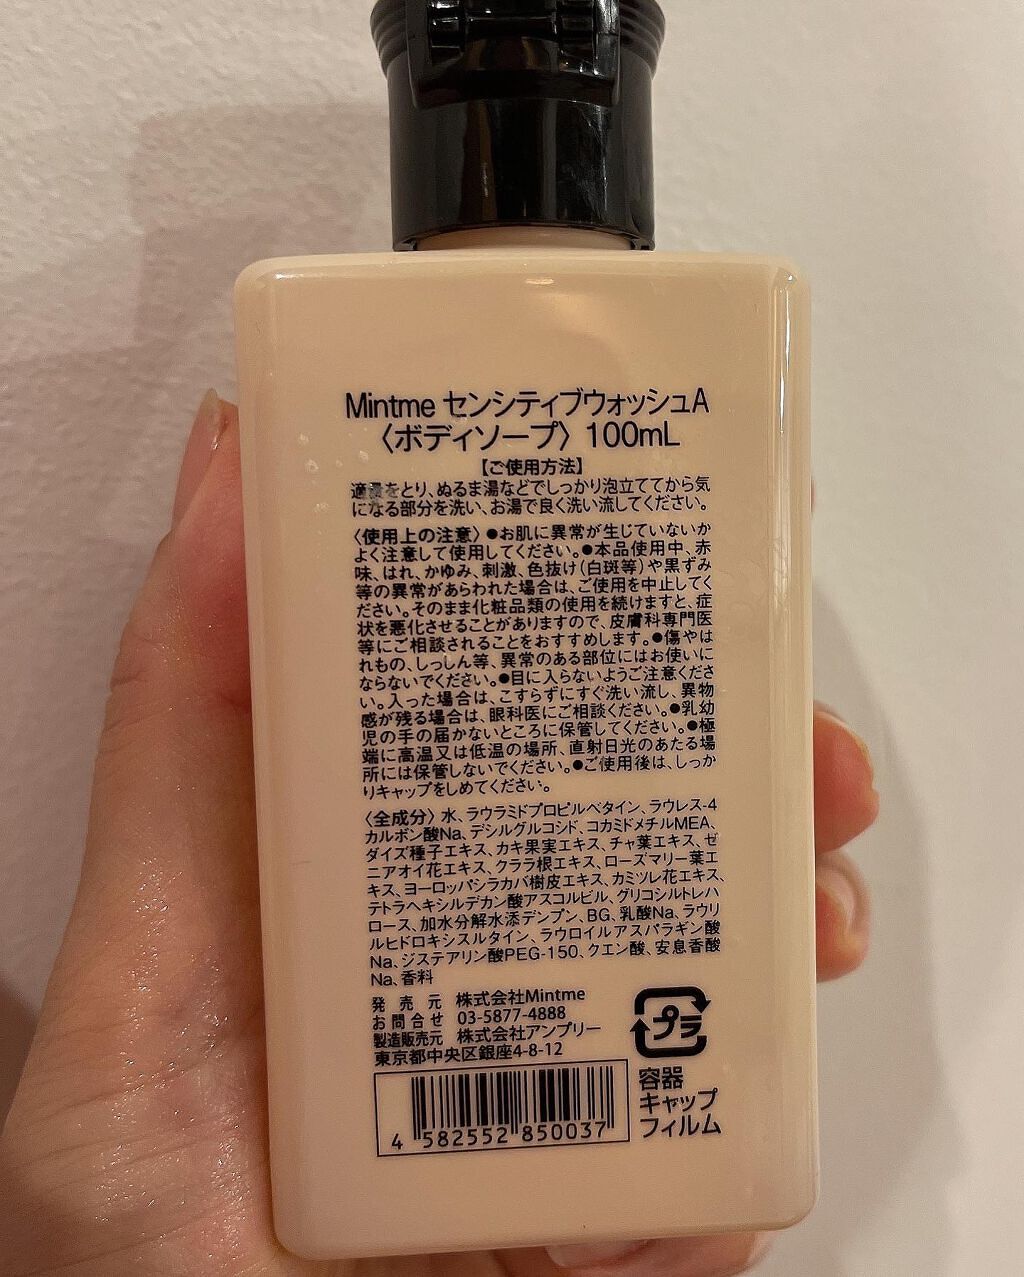 Mintme センシティブウォッシュA
〈ボディソープ〉 100mL
【ご使用方法】
適量をとり、ぬるま湯などでしっかり泡立ててから気
になる部分を洗い、お湯で良く洗い流してください。
〈使用上の注意〉●お肌に異常が生じていないか
よく注意して使用してください。●本品使用中、赤
味、はれ、かゆみ、刺激、色抜け(白斑等)や黒ずみ
等の異常があらわれた場合は、ご使用を中止してく
ださい。そのまま化粧品類の使用を続けますと、症
状を悪化させることがありますので、皮膚科専門医
等にご相談されることをおすすめします。●傷やは
れもの、しっしん等、異常のある部位にはお使いに
ならないでください。●目に入らないようご注意くださ
い。入った場合は、こすらずにすぐ洗い流し、異物
感が残る場合は、眼科医にご相談ください。●乳幼
児の手の届かないところに保管してください。●極
端に高温又は低温の場所、直射日光のあたる場
所には保管しないでください。●ご使用後は、しっか
りキャップをしめてください。
〈全成分〉水、ラウラミドプロピルベタイン、ラウレス-4
カルボン酸Na、デシルグルコシド、コカミドメチルMEA、
ダイズ種子エキス、カキ果実エキス、チャ葉エキス、ゼ
ニアオイ花エキス、クララ根エキス、ローズマリー葉エ
キス、ヨーロッパシラカバ樹皮エキス、カミツレ花エキス、
テトラヘキシルデカン酸アスコルビル、グリコシルトレハ
ロース、加水分解水添デンプン、BG、乳酸Na、ラウリ
ルヒドロキシスルタイン、ラウロイルアスパラギン酸
Na、ジステアリン酸PEG-150、クエン酸、安息香酸
Na、香料
発売元 株式会社Mintme
お問合せ 03-5877-4888
製造販売元 株式会社アンプリー
東京都中央区銀座4-8-12
4 582552 850037
プラ
容器
キャップ
フィルム